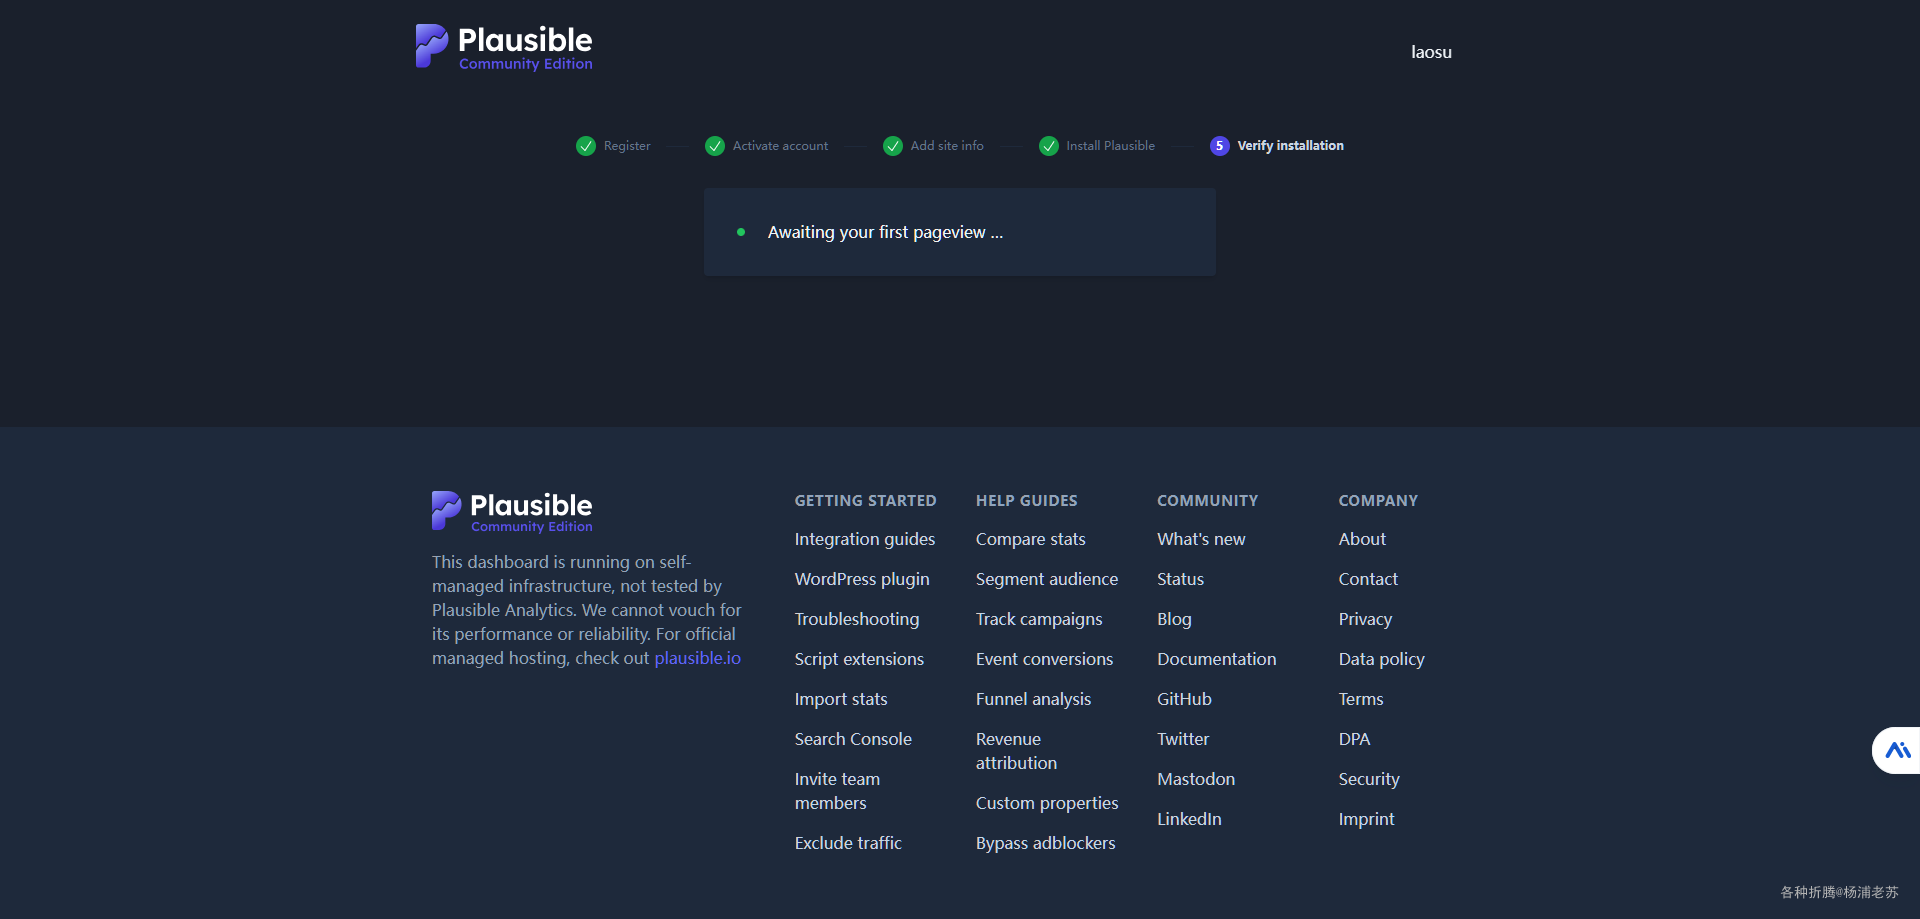 Plausible
Community Edition
laosu
Register
Activate account
Add site info
Install Plausible
5 Verify installation
Awaiting your first pageview ...
Plausible
Community Edition
This dashboard is running on self-
managed infrastructure, not tested by
Plausible Analytics. We cannot vouch for
its performance or reliability. For official
managed hosting, check out plausible.io
GETTING STARTED
Integration guides
WordPress plugin
Troubleshooting
Script extensions
Import stats
Search Console
Invite team
members
Exclude traffic
HELP GUIDES
Compare stats
Segment audience
Track campaigns
Event conversions
Funnel analysis
Revenue
attribution
Custom properties
Bypass adblockers
COMMUNITY
What's new
Status
Blog
Documentation
GitHub
Twitter
Mastodon
LinkedIn
COMPANY
About
Contact
Privacy
Data policy
Terms
DPA
Security
Imprint
各种折腾@杨浦老苏